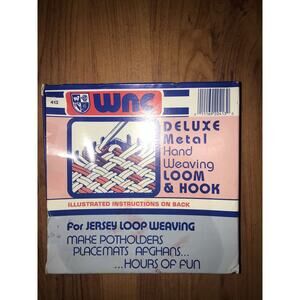 412
WNC
DELUXE
Metal
Hand
Weaving
LOOM
& HOOK
ILLUSTRATED INSTRUCTIONS ON BACK
For JERSEY LOOP WEAVING
MAKE POTHOLDERS
PLACEMATS AFGHANS...
...HOURS OF FUN